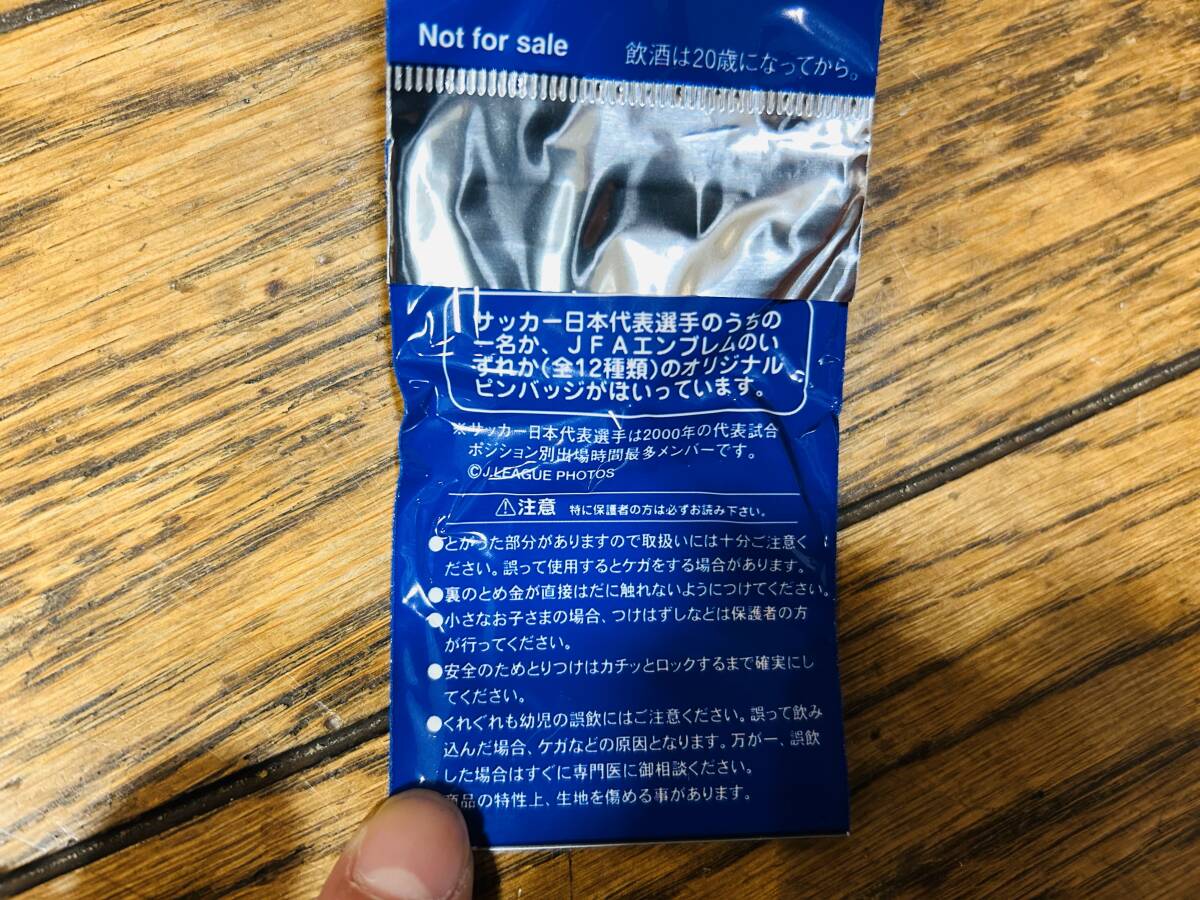 Not for sale
飲酒は20歳になってから。
サッカー日本代表選手のうちの
一名か、JFAエンブレムのい
ずれか(全12種類)のオリジナル
ピンバッジがはいっています。
※サッカー日本代表選手は2000年の代表試合
ポジション別出場時間最多メンバーです。
©J.LEAGUE PHOTOS
⚠注意 特に保護者の方は必ずお読み下さい。
●とがった部分がありますので取扱いには十分ご注意く
ださい。誤って使用するとケガをする場合があります。
●裏のとめ金が直接はだに触れないようにつけてください。
●小さなお子さまの場合、つけはずしなどは保護者の方
が行ってください。
●安全のためとりつけはカチッとロックするまで確実にし
てください。
●くれぐれも幼児の誤飲にはご注意ください。誤って飲み
込んだ場合、ケガなどの原因となります。万が一、誤飲
した場合はすぐに専門医に御相談ください。
商品の特性上、生地を傷める事があります。